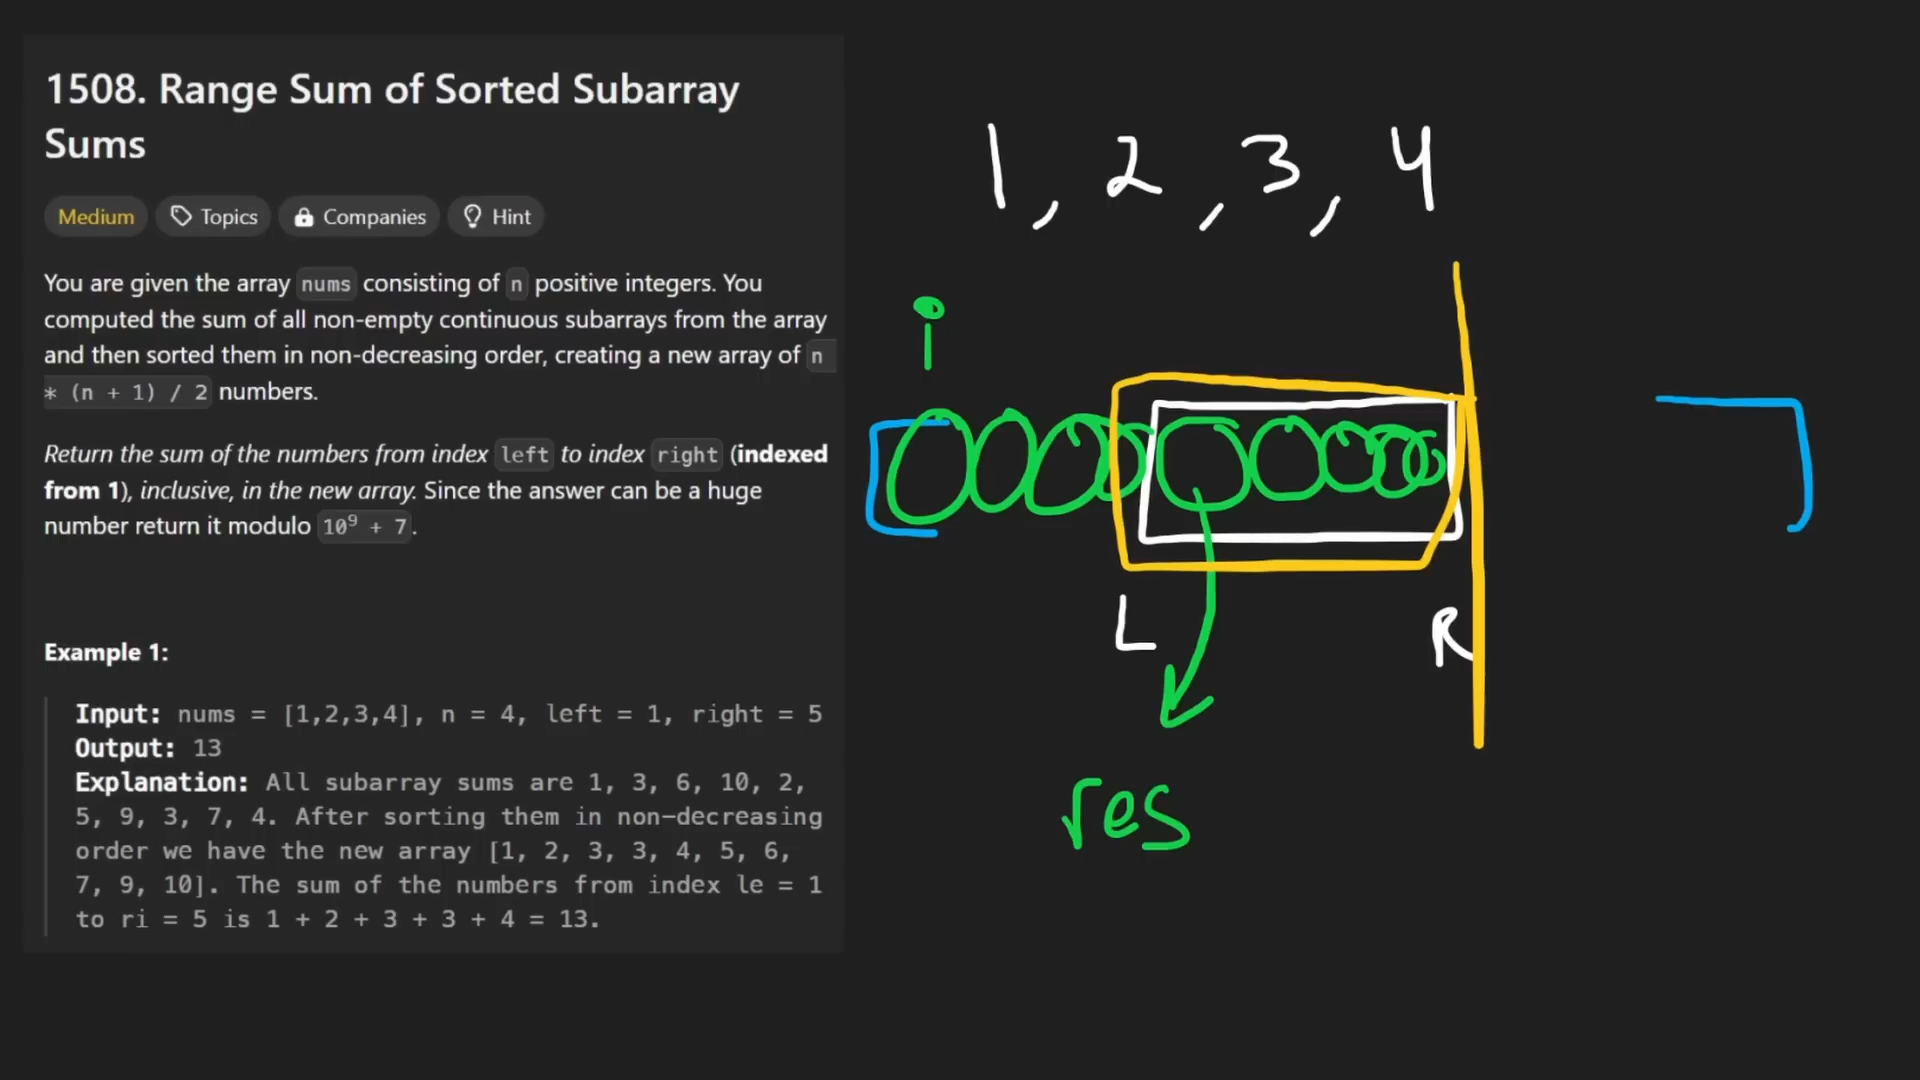 1508. Range Sum of Sorted Subarray
Sums
Medium Topics Companies Hint
You are given the array nums consisting of n positive integers. You
computed the sum of all non-empty continuous subarrays from the array
and then sorted them in non-decreasing order, creating a new array of n
* (n + 1) / 2 numbers.
Return the sum of the numbers from index left to index right (indexed
from 1), inclusive, in the new array. Since the answer can be a huge
number return it modulo 10⁹ + 7.
Example 1:
Input: nums = [1,2,3,4], n = 4, left = 1, right = 5
Output: 13
Explanation: All subarray sums are 1, 3, 6, 10, 2,
5, 9, 3, 7, 4. After sorting them in non-decreasing
order we have the new array [1, 2, 3, 3, 4, 5, 6,
7, 9, 10]. The sum of the numbers from index le = 1
to ri = 5 is 1 + 2 + 3 + 3 + 4 = 13.
1, 2, 3, 4
i
L R
res